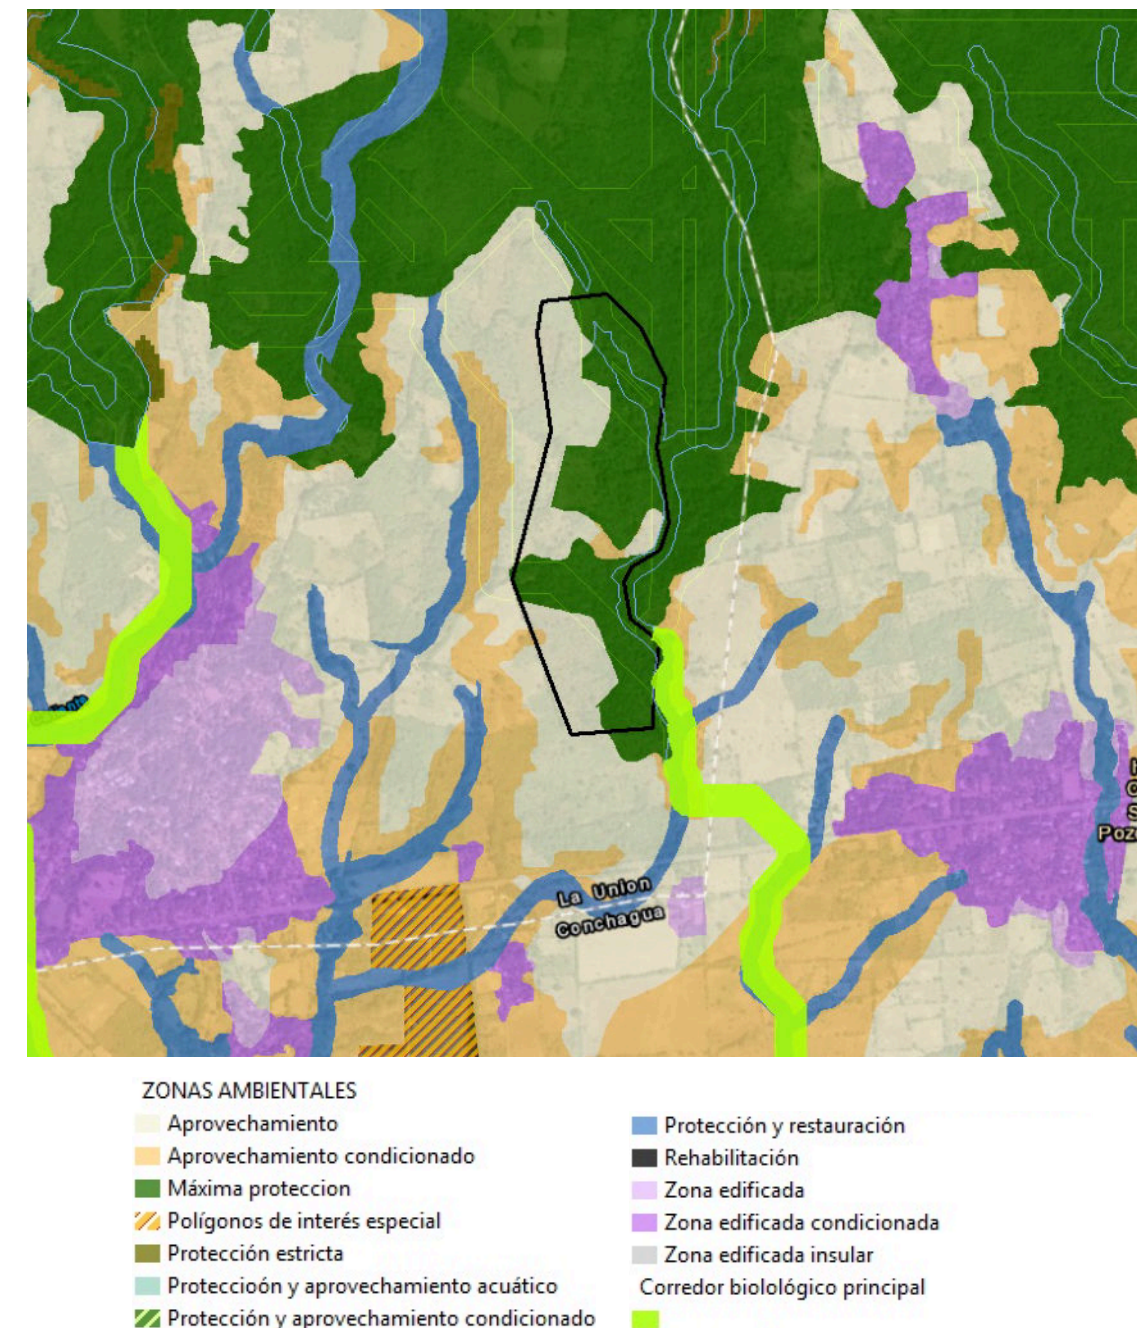 Poz
La Union
Conchagua
ZONAS AMBIENTALES
Aprovechamiento
Aprovechamiento condicionado
Máxima proteccion
Polígonos de interés especial
Protección estricta
Proteccioón y aprovechamiento acuático
Protección y aprovechamiento condicionado
Protección y restauración
Rehabilitación
Zona edificada
Zona edificada condicionada
Zona edificada insular
Corredor biolológico principal